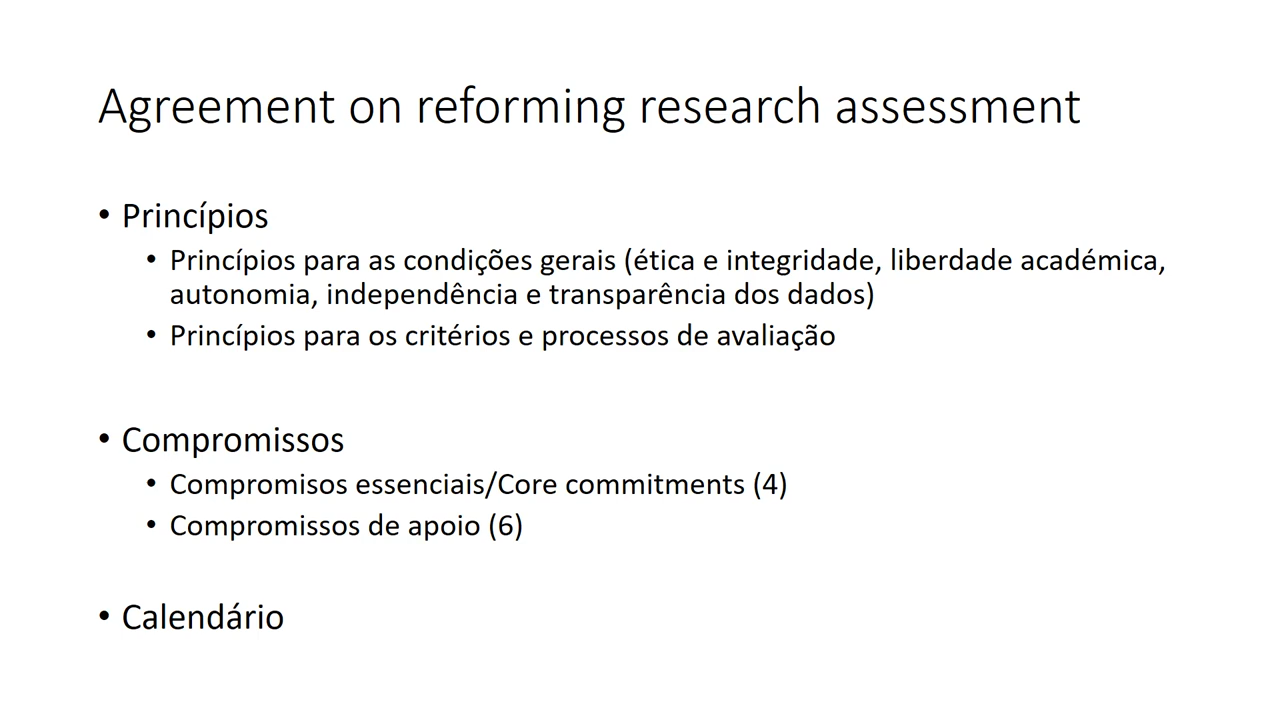 Agreement on reforming research assessment
• Princípios
• Princípios para as condições gerais (ética e integridade, liberdade académica,
autonomia, independência e transparência dos dados)
• Princípios para os critérios e processos de avaliação
• Compromissos
• Compromisos essenciais/Core commitments (4)
• Compromissos de apoio (6)
• Calendário